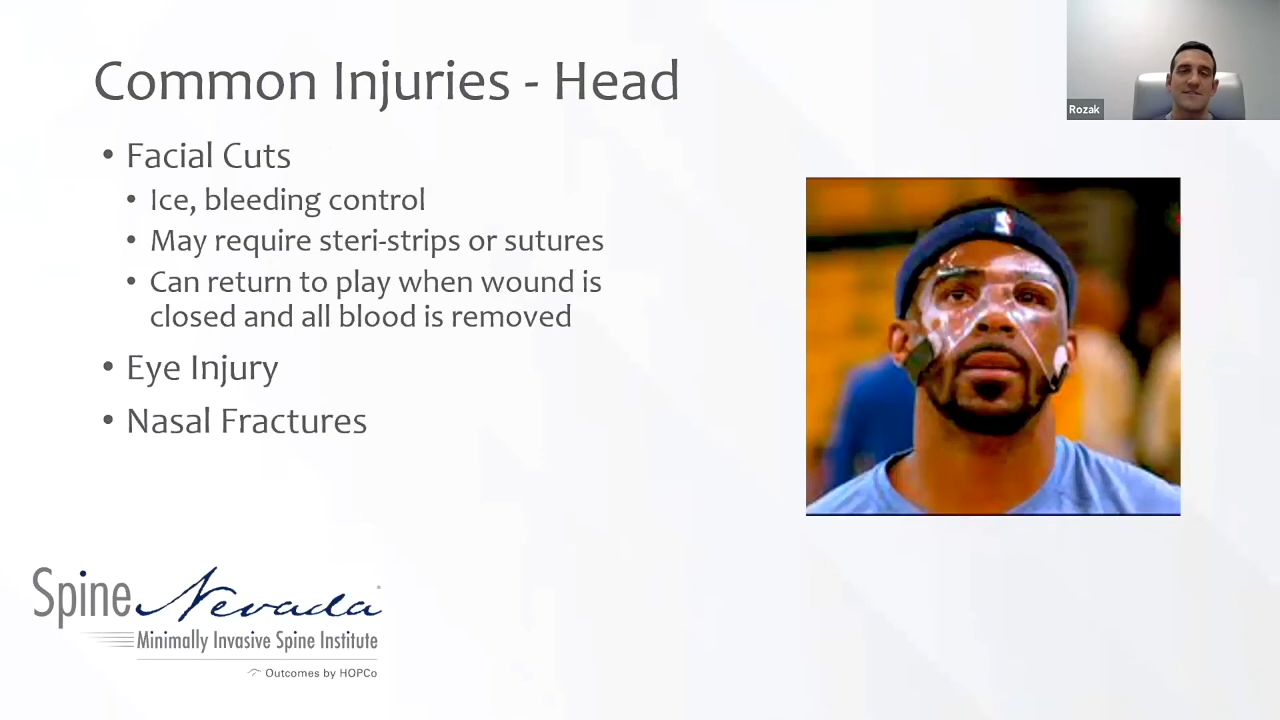 Common Injuries - Head
Rozak
• Facial Cuts
• Ice, bleeding control
• May require steri-strips or sutures
• Can return to play when wound is
closed and all blood is removed
• Eye Injury
• Nasal Fractures
Spine Nevada
Minimally Invasive Spine Institute
Outcomes by HOPCo